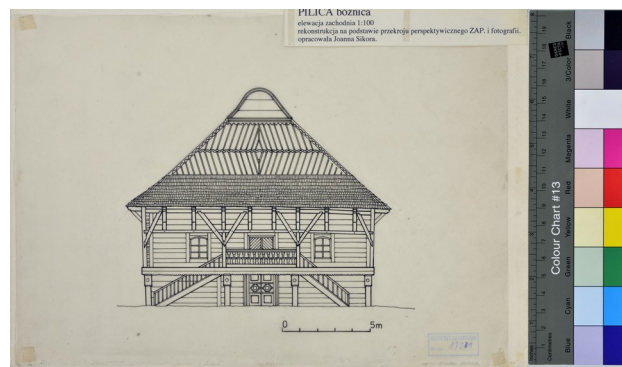 PILICA bożnica
elewacja zachodnia 1:100
rekonstrukcja na podstawie przekroju perspektywicznego ZAP. i fotografii.
opracowała Joanna Sikora.
0 5m
Colour Chart #13
Blue Cyan Green Yellow Red Magenta White 3/Color Black
Centimetres